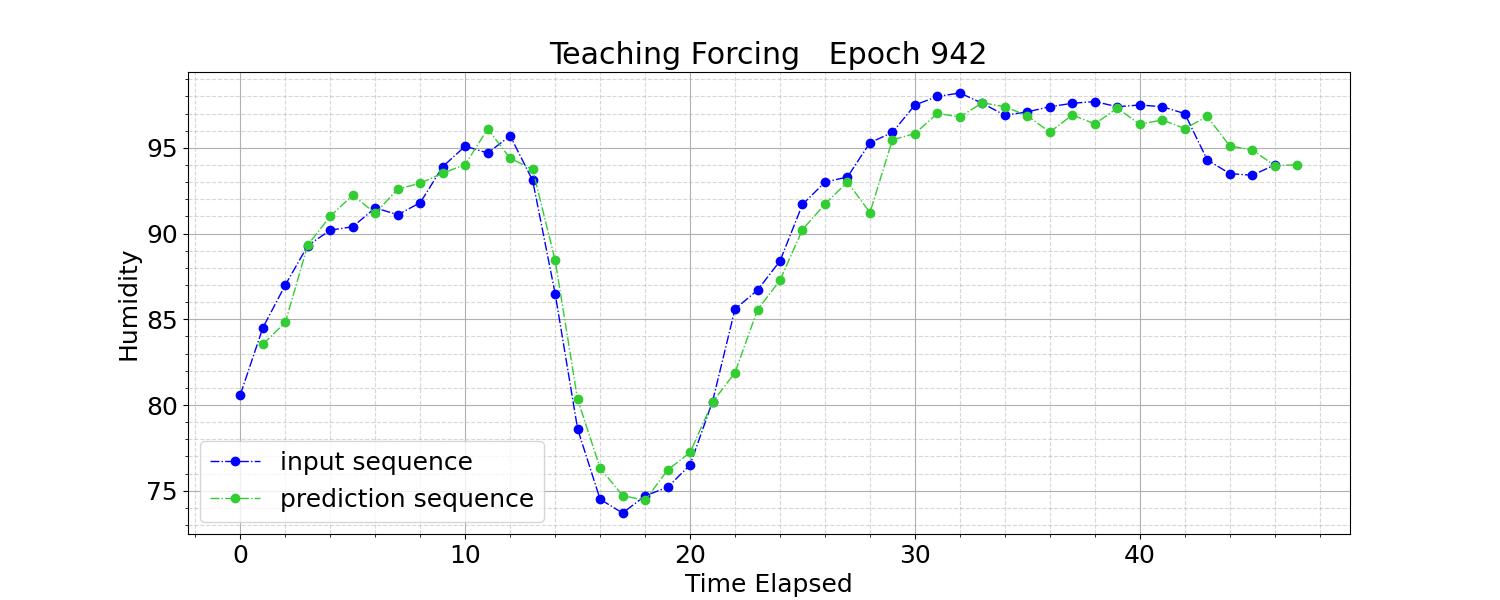 Teaching Forcing   Epoch 942
Humidity
95
90
85
80
75
input sequence
prediction sequence
0 10 20 30 40
Time Elapsed